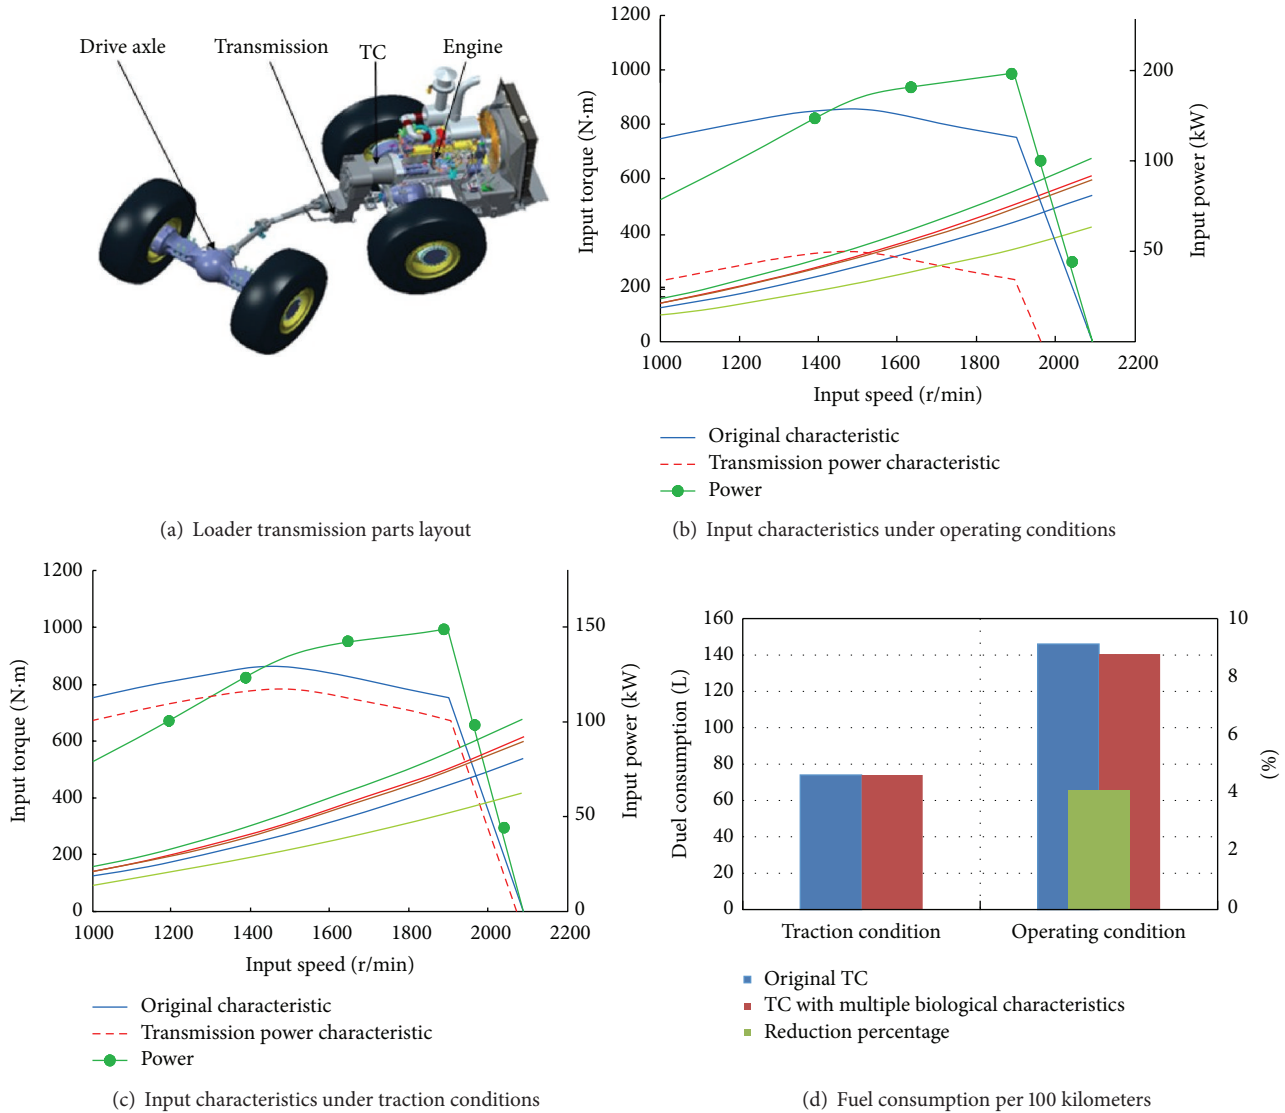 Drive axle
Transmission
TC
Engine
(a) Loader transmission parts layout
1200
1000
800
600
400
200
0
Input torque (N·m)
200
100
50
Input power (kW)
1000 1200 1400 1600 1800 2000 2200
Input speed (r/min)
Original characteristic
Transmission power characteristic
Power
(b) Input characteristics under operating conditions
1200
1000
800
600
400
200
0
Input torque (N·m)
150
100
50
0
Input power (kW)
1000 1200 1400 1600 1800 2000 2200
Input speed (r/min)
Original characteristic
Transmission power characteristic
Power
(c) Input characteristics under traction conditions
160
140
120
100
80
60
40
20
0
Duel consumption (L)
10
8
6
4
2
0
(%)
Traction condition Operating condition
Original TC
TC with multiple biological characteristics
Reduction percentage
(d) Fuel consumption per 100 kilometers